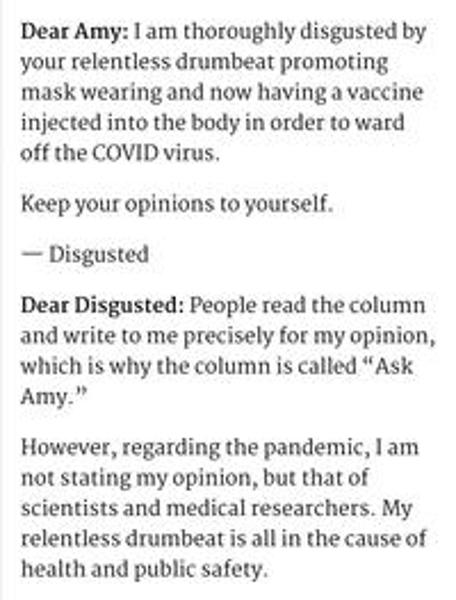 Dear Amy: I am thoroughly disgusted by
your relentless drumbeat promoting
mask wearing and now having a vaccine
injected into the body in order to ward
off the COVID virus.
Keep your opinions to yourself.
— Disgusted
Dear Disgusted: People read the column
and write to me precisely for my opinion,
which is why the column is called “Ask
Amy.”
However, regarding the pandemic, I am
not stating my opinion, but that of
scientists and medical researchers. My
relentless drumbeat is all in the cause of
health and public safety.